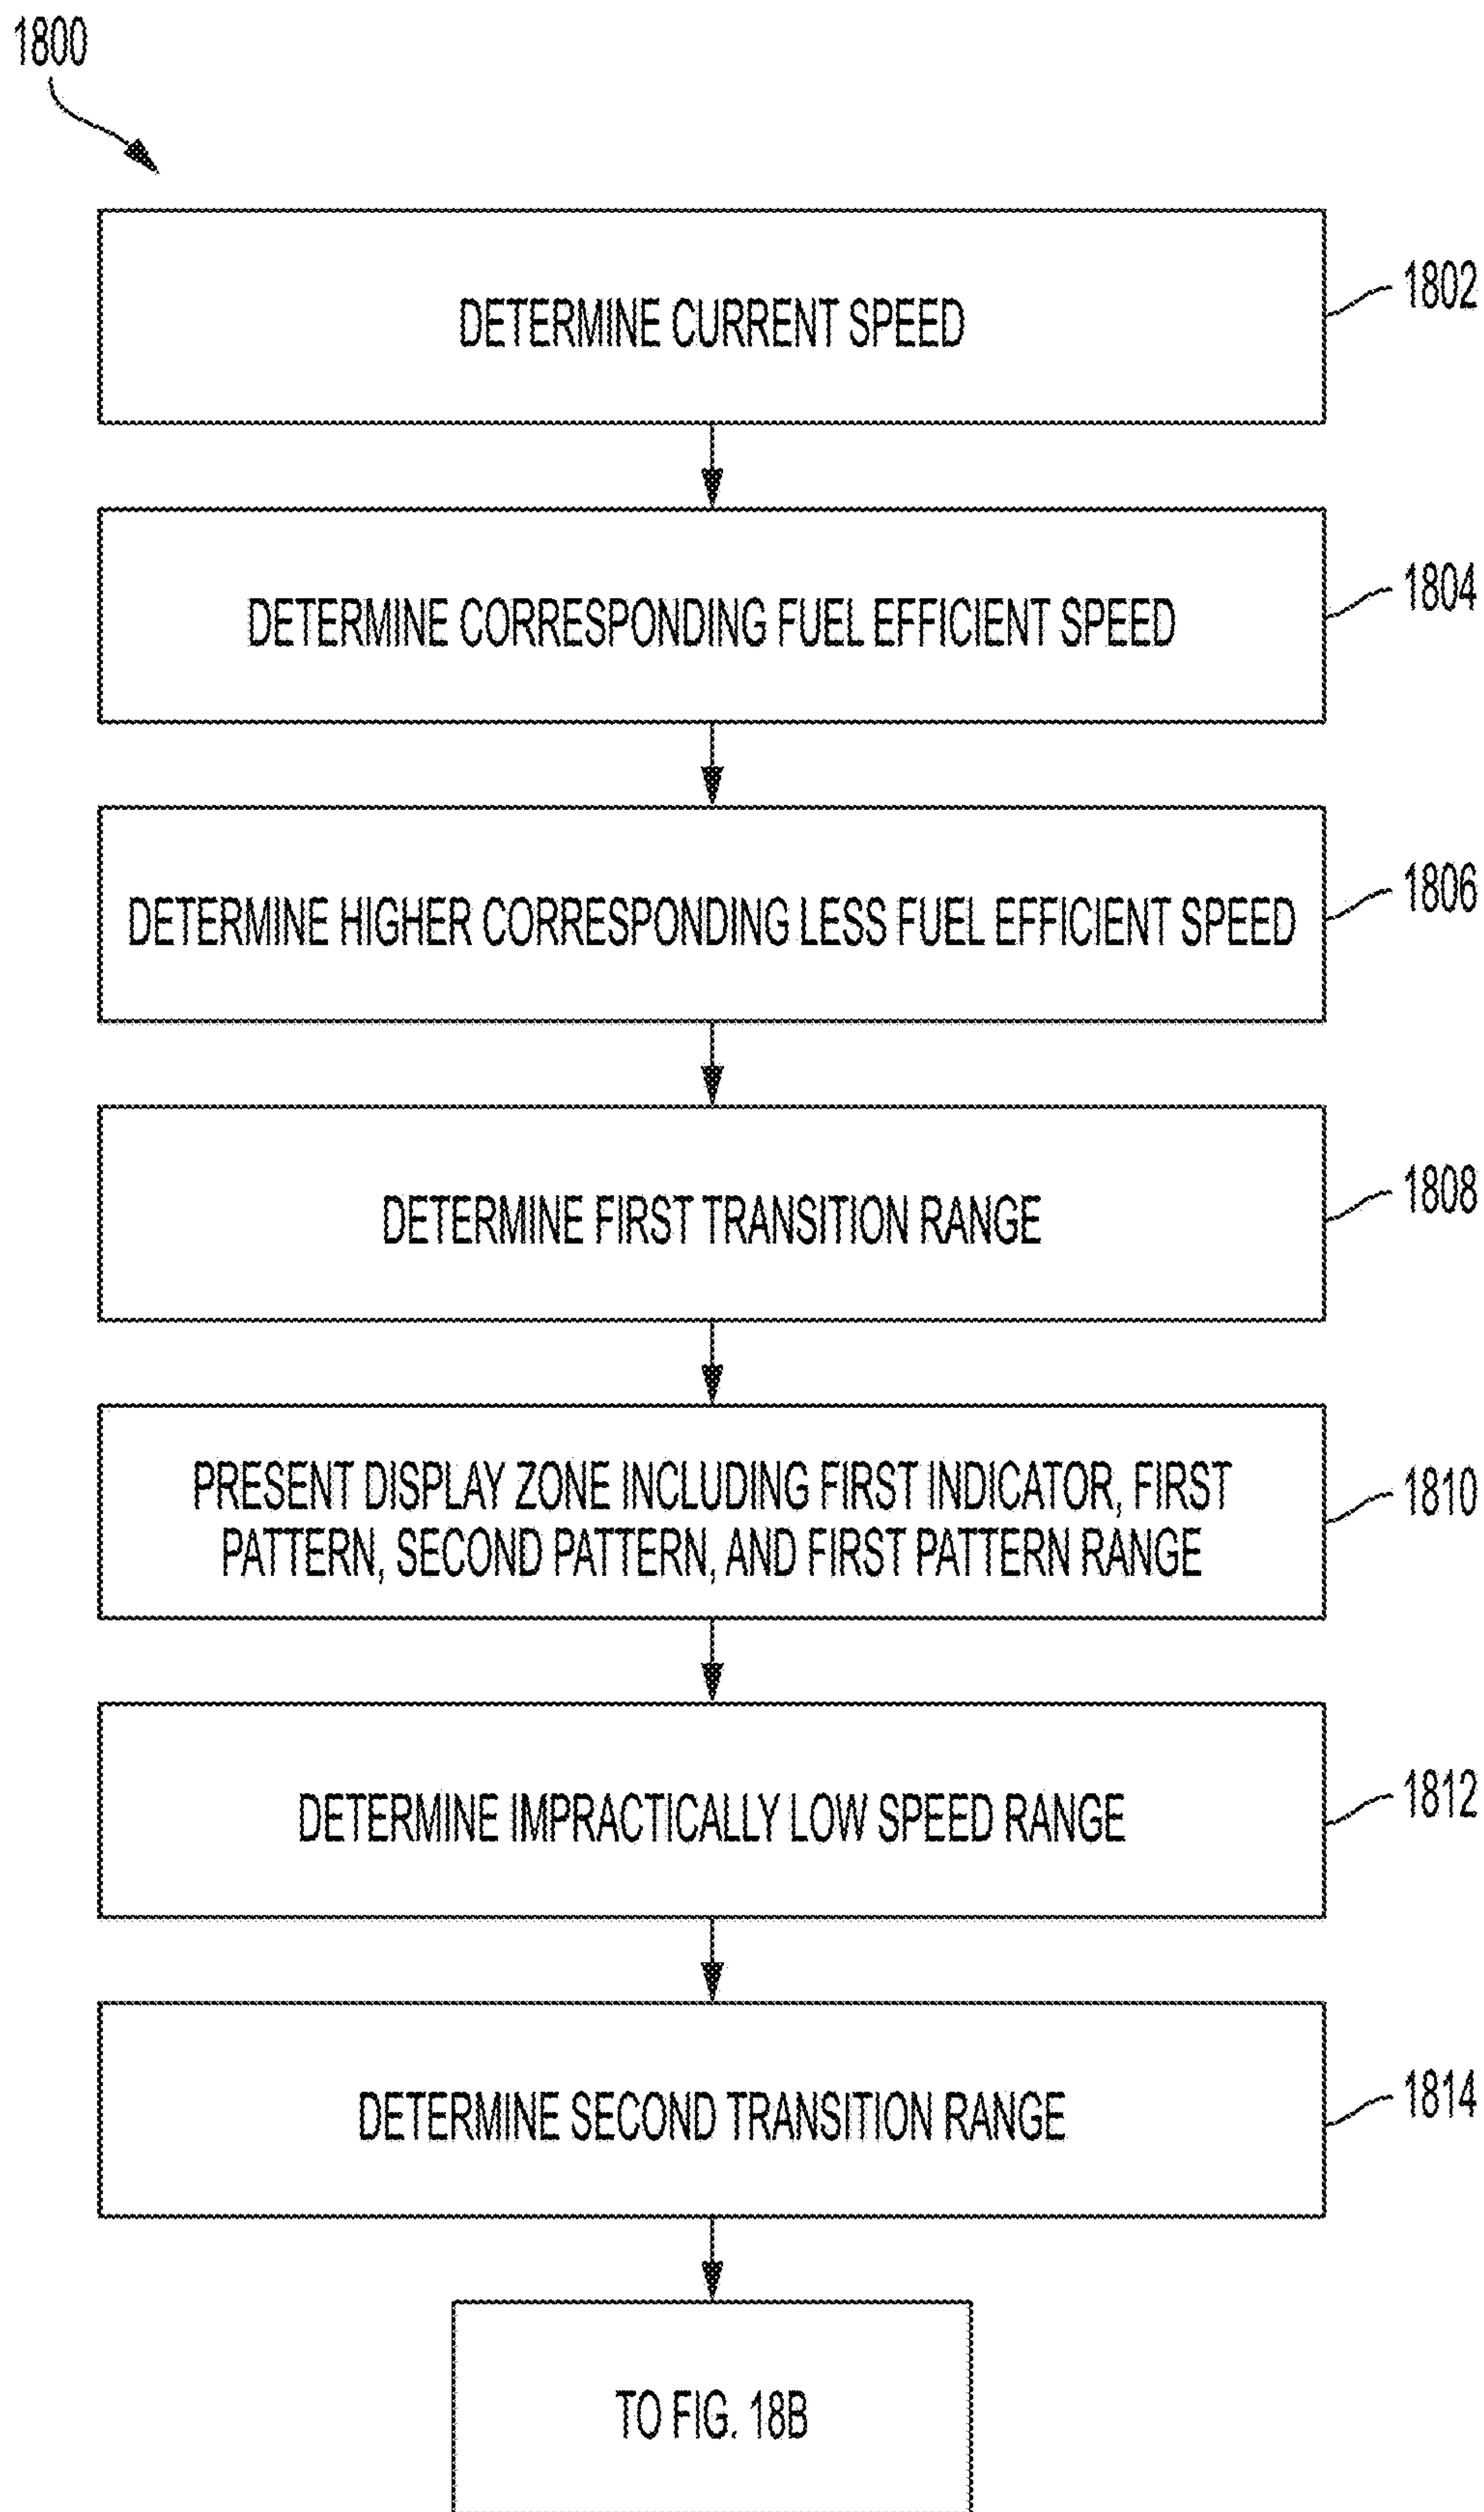 1800
DETERMINE CURRENT SPEED
1802
DETERMINE CORRESPONDING FUEL EFFICIENT SPEED
1804
DETERMINE HIGHER CORRESPONDING LESS FUEL EFFICIENT SPEED
1806
DETERMINE FIRST TRANSITION RANGE
1808
PRESENT DISPLAY ZONE INCLUDING FIRST INDICATOR, FIRST
PATTERN, SECOND PATTERN, AND FIRST PATTERN RANGE
1810
DETERMINE IMPRACTICALLY LOW SPEED RANGE
1812
DETERMINE SECOND TRANSITION RANGE
1814
TO FIG. 18B